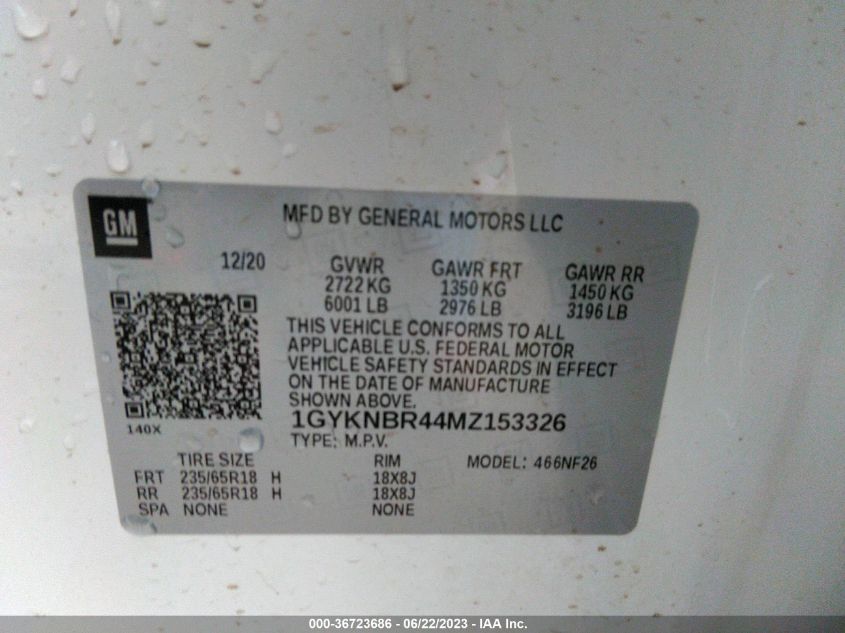 GM
MFD BY GENERAL MOTORS LLC
12/20
GVWR GAWR FRT GAWR RR
2722 KG 1350 KG 1450 KG
6001 LB 2976 LB 3196 LB
THIS VEHICLE CONFORMS TO ALL
APPLICABLE U.S. FEDERAL MOTOR
VEHICLE SAFETY STANDARDS IN EFFECT
ON THE DATE OF MANUFACTURE
SHOWN ABOVE.
140X
1GYKNBR44MZ153326
TYPE: M.P.V.
TIRE SIZE RIM MODEL: 466NF26
FRT 235/65R18 H 18X8J
RR 235/65R18 H 18X8J
SPA NONE NONE
000-36723686 - 06/22/2023 - IAA Inc.